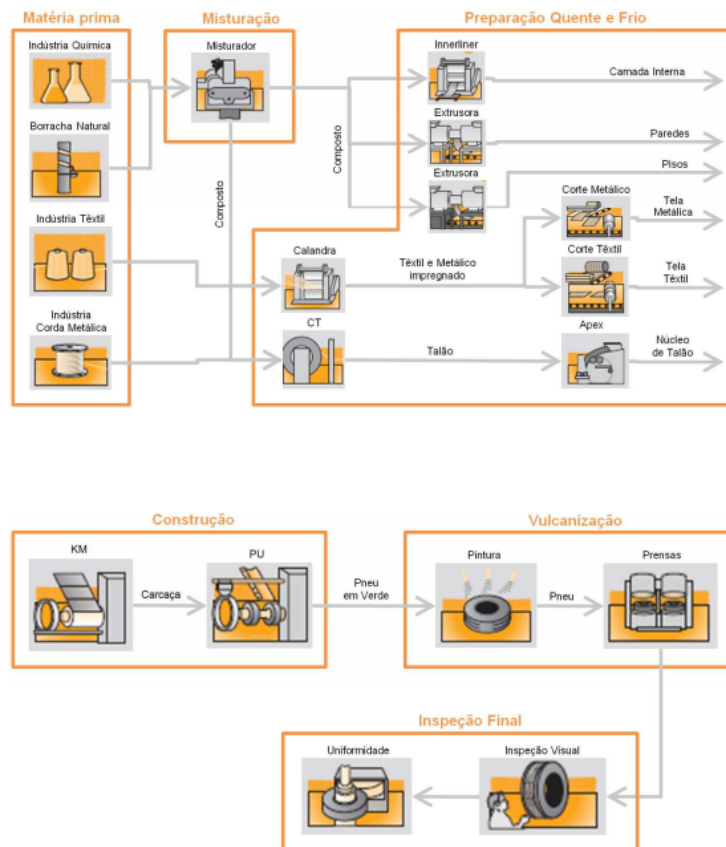 Matéria prima
Misturação
Preparação Quente e Frio
Indústria Química
Misturador
Innerliner
Camada Interna
Borracha Natural
Composto
Extrusora
Paredes
Extrusora
Pisos
Indústria Têxtil
Composto
Corte Metálico
Tela
Metálica
Calandra
Têxtil e Metálico
impregnado
Corte Têxtil
Tela
Têxtil
Indústria
Corda Metálica
CT
Talão
Apex
Núcleo
de Talão
Construção
Vulcanização
KM
Carcaça
PU
Pneu
em Verde
Pintura
Pneu
Prensas
Inspeção Final
Uniformidade
Inspeção Visual